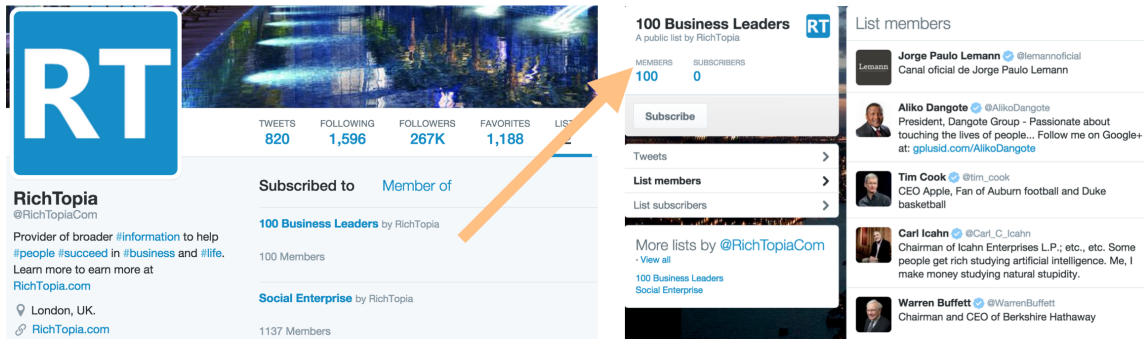 RT
TWEETS FOLLOWING FOLLOWERS FAVORITES LIST
820 1,596 267K 1,188 2
RichTopia
@RichTopiaCom
Provider of broader #information to help
#people #succeed in #business and #life.
Learn more to earn more at
RichTopia.com
London, UK.
RichTopia.com
Subscribed to Member of
100 Business Leaders by RichTopia
100 Members
Social Enterprise by RichTopia
1137 Members
100 Business Leaders
A public list by RichTopia
RT
MEMBERS SUBSCRIBERS
100 0
Subscribe
Tweets
List members
List subscribers
More lists by @RichTopiaCom
· View all
100 Business Leaders
Social Enterprise
List members
Lemann
Jorge Paulo Lemann @lemannoficial
Canal oficial de Jorge Paulo Lemann
Aliko Dangote @AlikoDangote
President, Dangote Group - Passionate about
touching the lives of people... Follow me on Google+
at: gplusid.com/AlikoDangote
Tim Cook @tim_cook
CEO Apple, Fan of Auburn football and Duke
basketball
Carl Icahn @Carl_C_Icahn
Chairman of Icahn Enterprises L.P.; etc., etc. Some
people get rich studying artificial intelligence. Me, I
make money studying natural stupidity.
Warren Buffett @WarrenBuffett
Chairman and CEO of Berkshire Hathaway